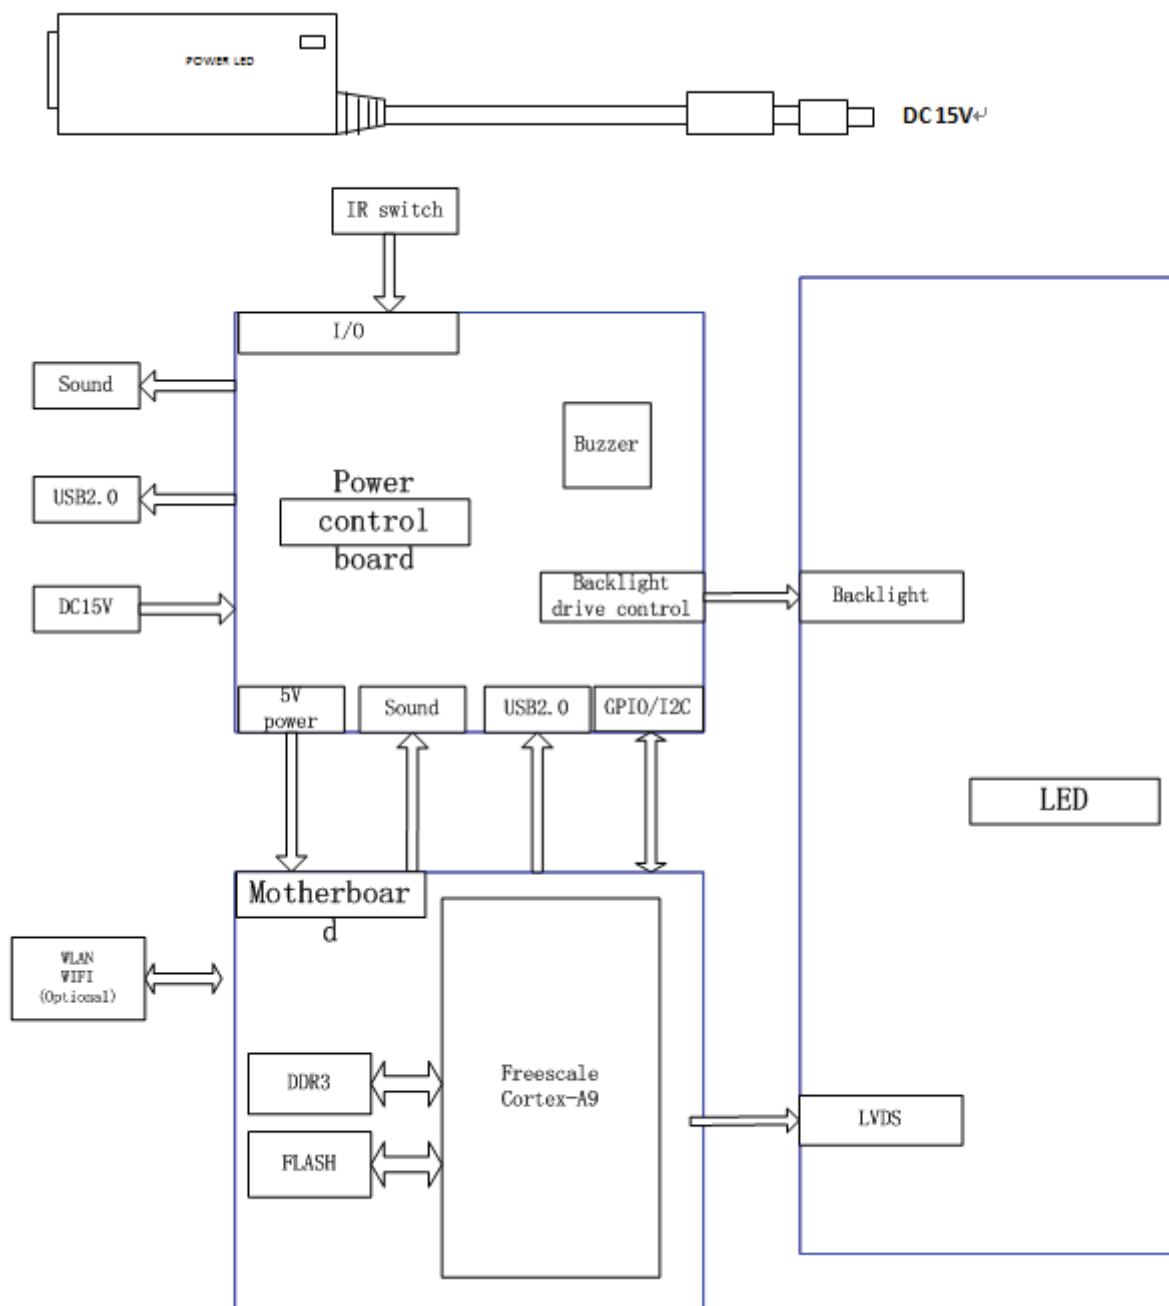 POWER LED
DC15V↵
IR switch
I/O
Sound
Buzzer
USB2.0
Power
control
board
DC15V
Backlight
drive control
Backlight
5V
power
Sound
USB2.0
GPIO/I2C
LED
Motherboar
d
WLAN
WIFI
(Optional)
DDR3
Freescale
Cortex-A9
LVDS
FLASH